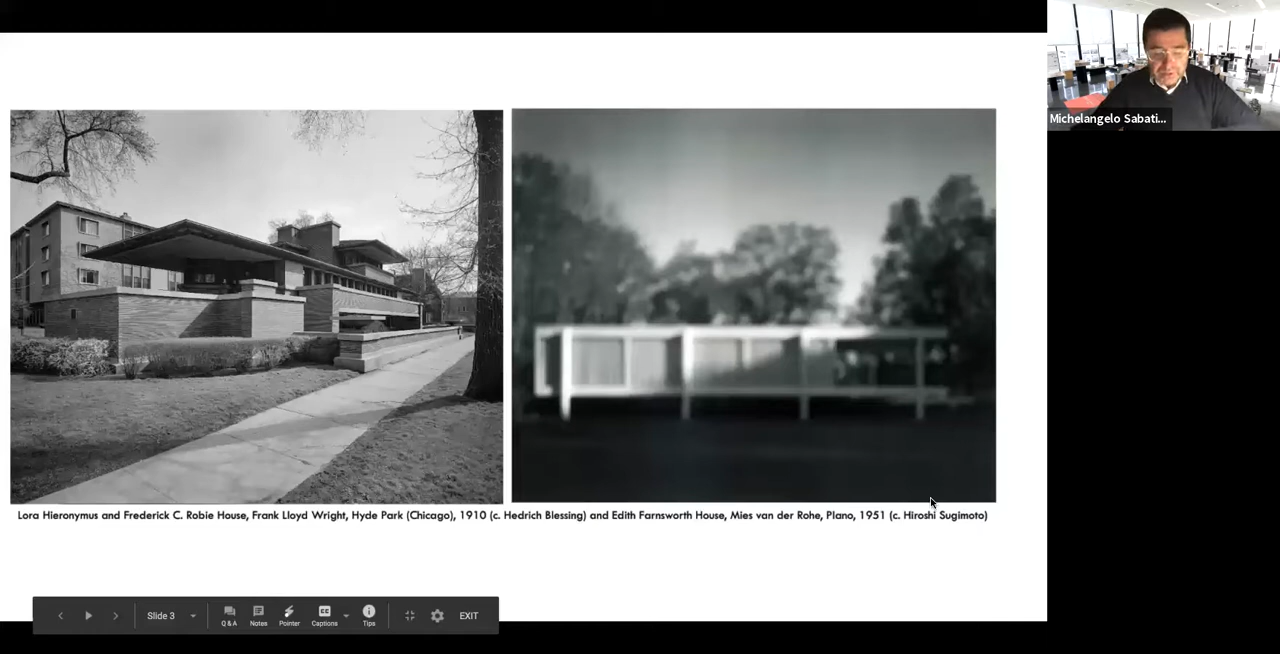 Michelangelo Sabati...
Lora Hieronymus and Frederick C. Robie House, Frank Lloyd Wright, Hyde Park (Chicago), 1910 (c. Hedrich Blessing) and Edith Farnsworth House, Mies van der Rohe, Plano, 1951 (c. Hiroshi Sugimoto)
Slide 3
Q & A
Notes
Pointer
Captions
Tips
EXIT